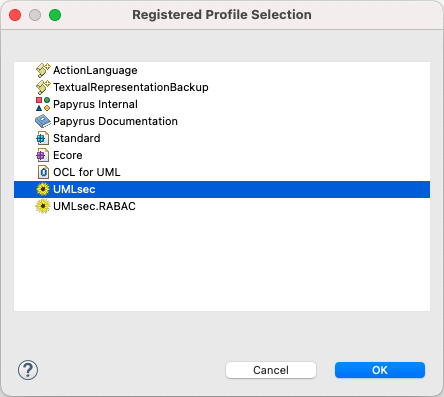 Registered Profile Selection
ActionLanguage
TextualRepresentationBackup
Papyrus Internal
Papyrus Documentation
Standard
Ecore
OCL for UML
UMLsec
UMLsec.RABAC
?
Cancel
OK